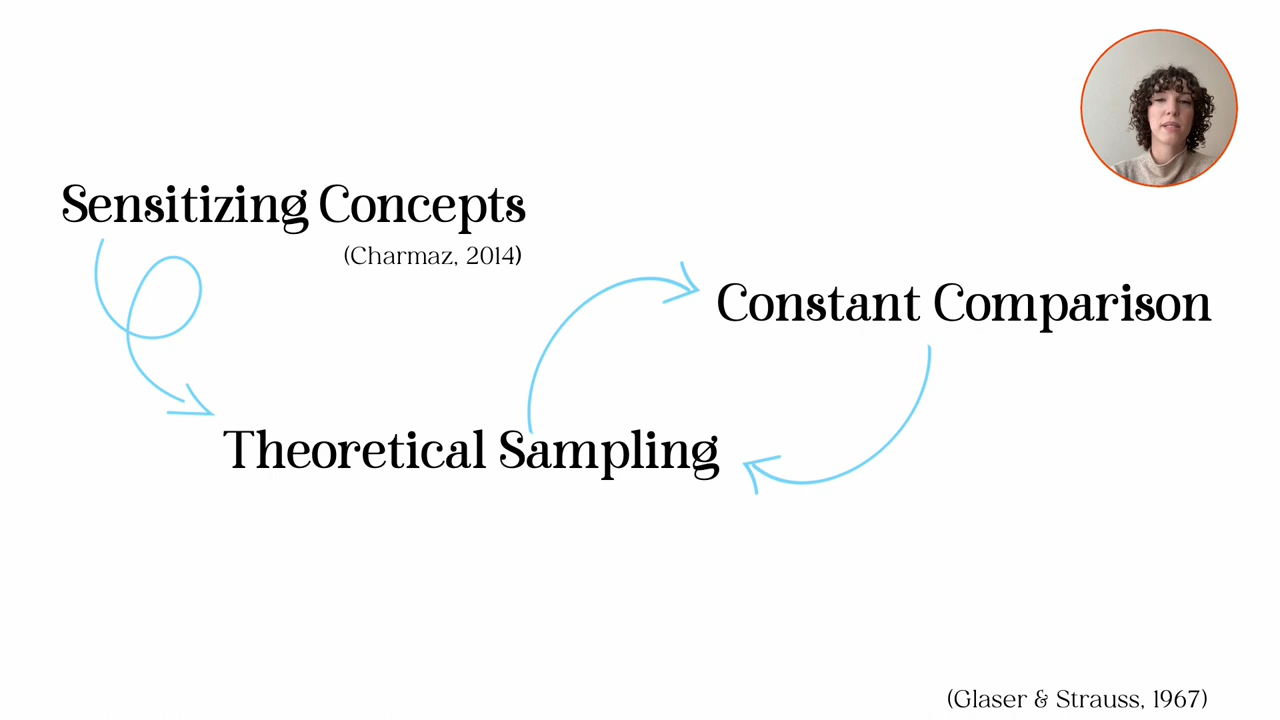 Sensitizing Concepts
(Charmaz, 2014)
Constant Comparison
Theoretical Sampling
(Glaser & Strauss, 1967)